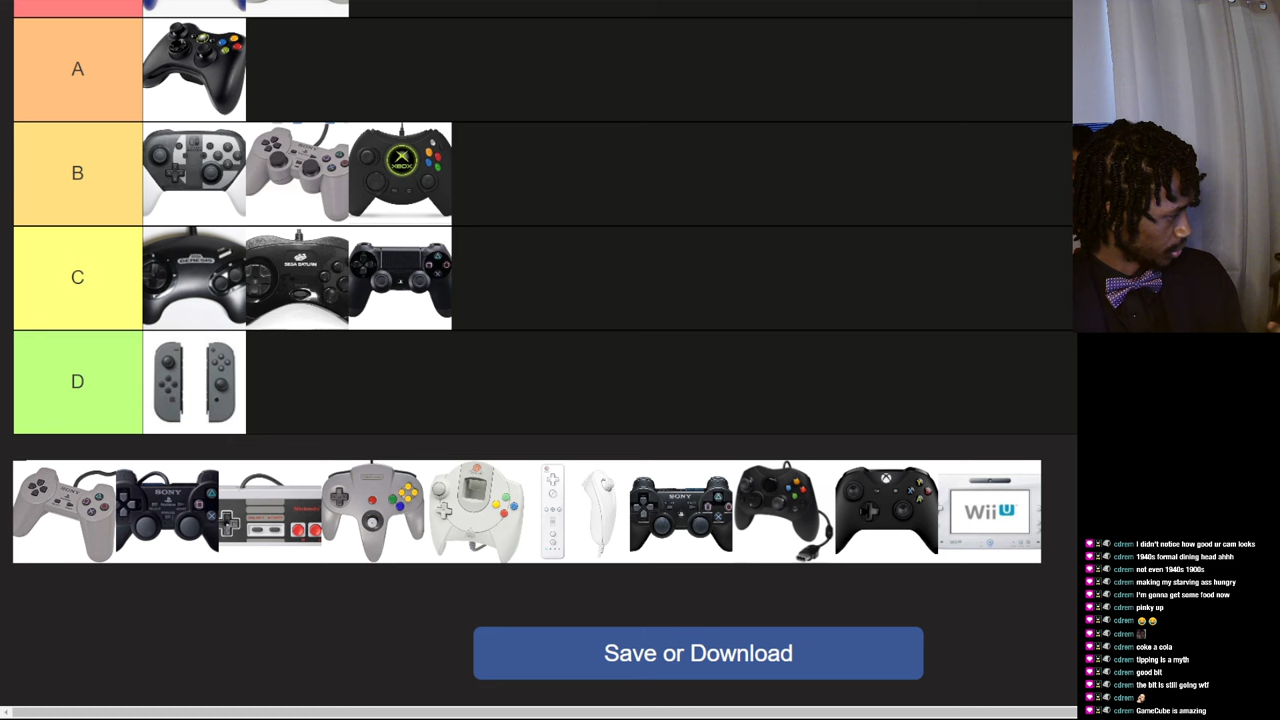 A
B
XBOX
C
GENESIS
SEGA SATURN
D
SONY
Nintendo
SONY
Wii U
Save or Download
cdrem I didn't notice how good ur cam looks
cdrem 1940s formal dining head ahhh
cdrem not even 1940s 1900s
cdrem making my starving ass hungry
cdrem I'm gonna get some food now
cdrem pinky up
cdrem 😂 😂
cdrem
cdrem coke a cola
cdrem tipping is a myth
cdrem good bit
cdrem the bit is still going wtf
cdrem
cdrem GameCube is amazing